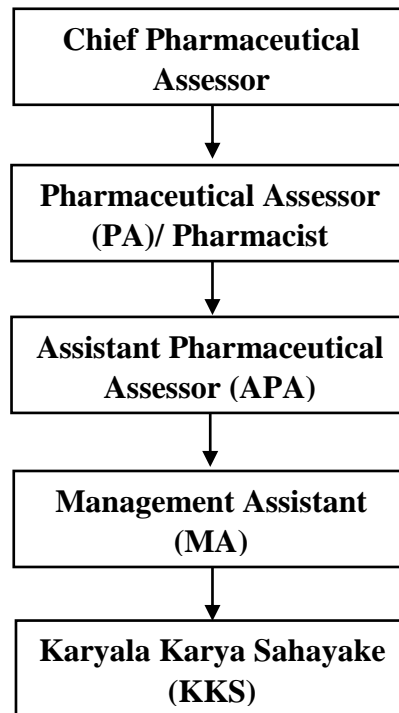 Chief Pharmaceutical
Assessor
Pharmaceutical Assessor
(PA)/ Pharmacist
Assistant Pharmaceutical
Assessor (APA)
Management Assistant
(MA)
Karyala Karya Sahayake
(KKS)